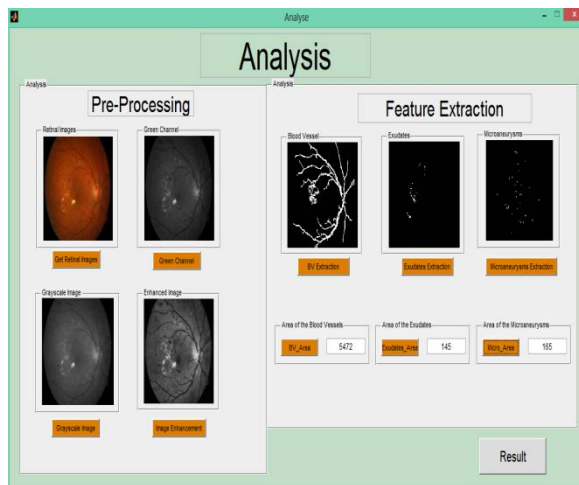 Analyse
Analysis
Analysis
Pre-Processing
Retinal Images
Green Channel
Get Retinal Images
Green Channel
Grayscale Image
Enhanced Image
Grayscale Image
Image Enhancement
Analysis
Feature Extraction
Blood Vessel
Exudates
Microaneurysms
BV Extraction
Exudates Extraction
Microaneurysms Extraction
Area of the Blood Vessels
Area of the Exudates
Area of the Microaneurysms
BV_Area
5472
Exudates_Area
145
Micro_Area
165
Result